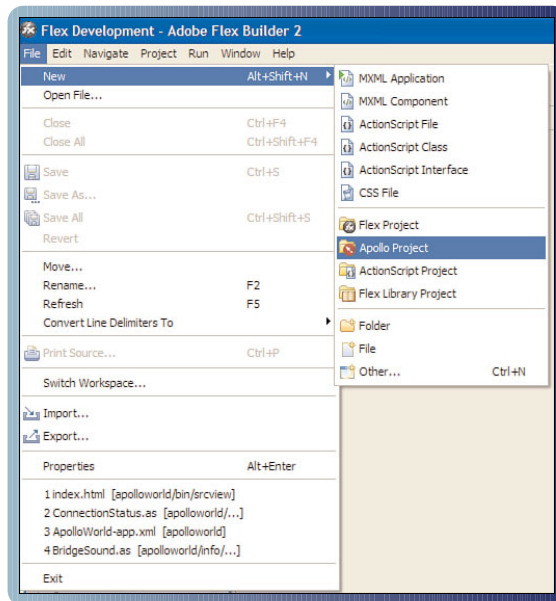 Flex Development - Adobe Flex Builder 2
File Edit Navigate Project Run Window Help
New Alt+Shift+N
Open File...
Close Ctrl+F4
Close All Ctrl+Shift+F4
Save Ctrl+S
Save As...
Save All Ctrl+Shift+S
Revert
Move...
Rename... F2
Refresh F5
Convert Line Delimiters To
Print Source... Ctrl+P
Switch Workspace...
Import...
Export...
Properties Alt+Enter
1 index.html [apolloworld/bin/srcview]
2 ConnectionStatus.as [apolloworld/...]
3 ApolloWorld-app.xml [apolloworld]
4 BridgeSound.as [apolloworld/info/...]
Exit
MXML Application
MXML Component
ActionScript File
ActionScript Class
ActionScript Interface
CSS File
Flex Project
Apollo Project
ActionScript Project
Flex Library Project
Folder
File
Other... Ctrl+N